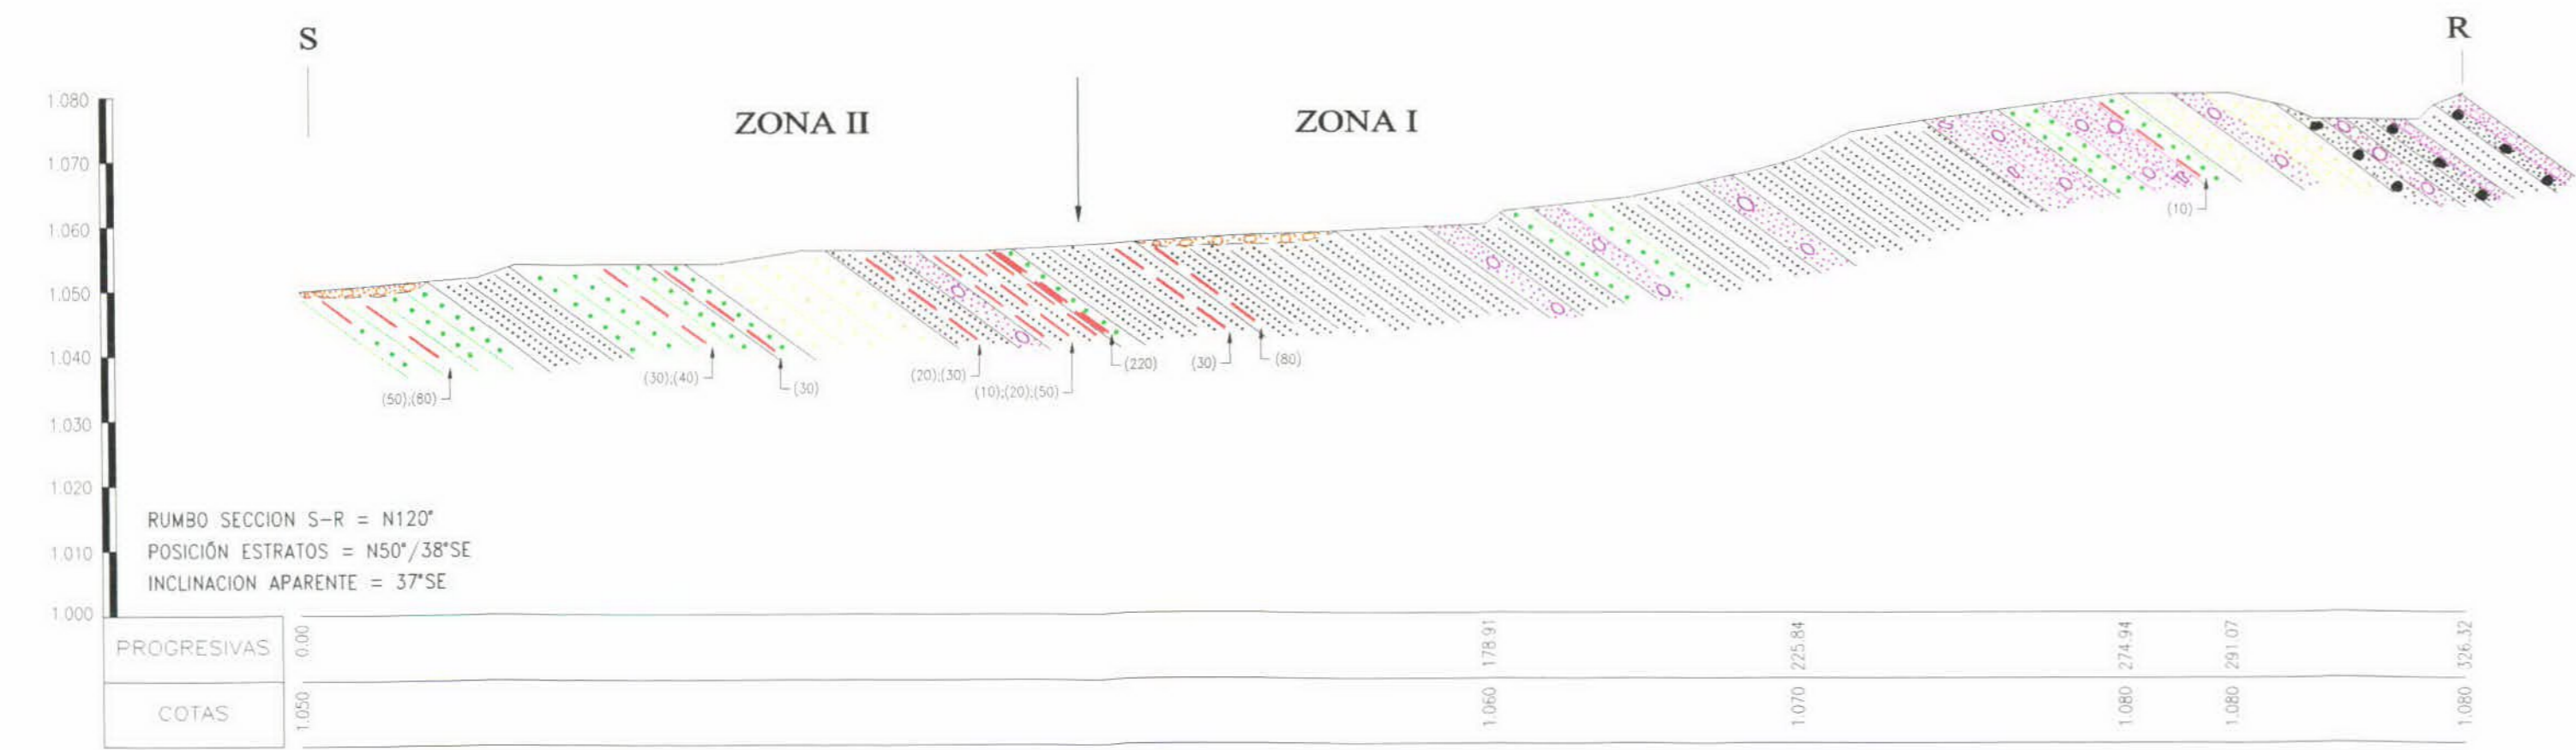 S
R
ZONA II
ZONA I
1.080
1.070
1.060
1.050
1.040
1.030
1.020
1.010
1.000
(10)
(50);(80)
(30);(40)
(30)
(20);(30)
(10);(20);(50)
(220)
(30)
(80)
RUMBO SECCION S-R = N120°
POSICIÓN ESTRATOS = N50°/38°SE
INCLINACION APARENTE = 37°SE
PROGRESIVAS 0.00 178.91 225.84 274.94 291.07 326.32
COTAS 1.050 1.060 1.070 1.080 1.080 1.080